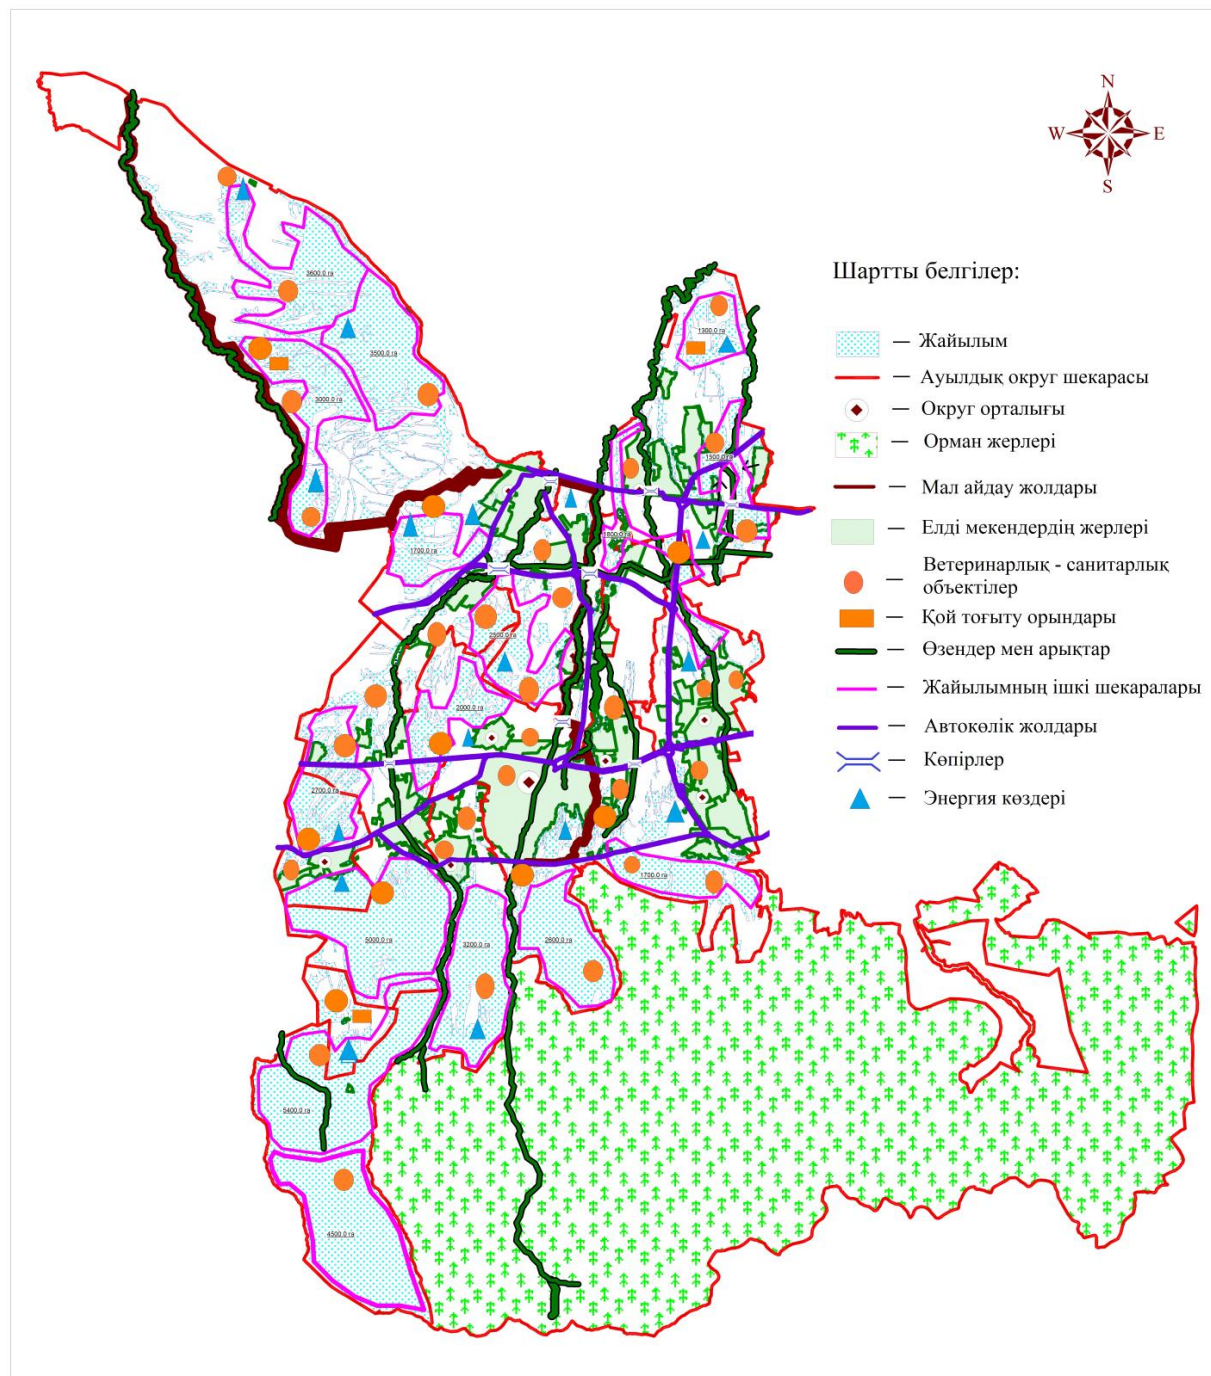 N
W
E
S
Шартты белгілер:
— Жайылым
— Ауылдық округ шекарасы
— Округ орталығы
— Орман жерлері
— Мал айдау жолдары
— Елді мекендердің жерлері
— Ветеринарлық - санитарлық
объектілер
— Қой тоғыту орындары
— Өзендер мен арықтар
— Жайылымның ішкі шекаралары
— Автокөлік жолдары
— Көпірлер
— Энергия көздері
3600.0 га
1300.0 га
3500.0 га
3000.0 га
1500.0 га
1800.0 га
1700.0 га
2500.0 га
2000.0 га
2700.0 га
1700.0 га
5000.0 га
3200.0 га
2800.0 га
5400.0 га
4500.0 га